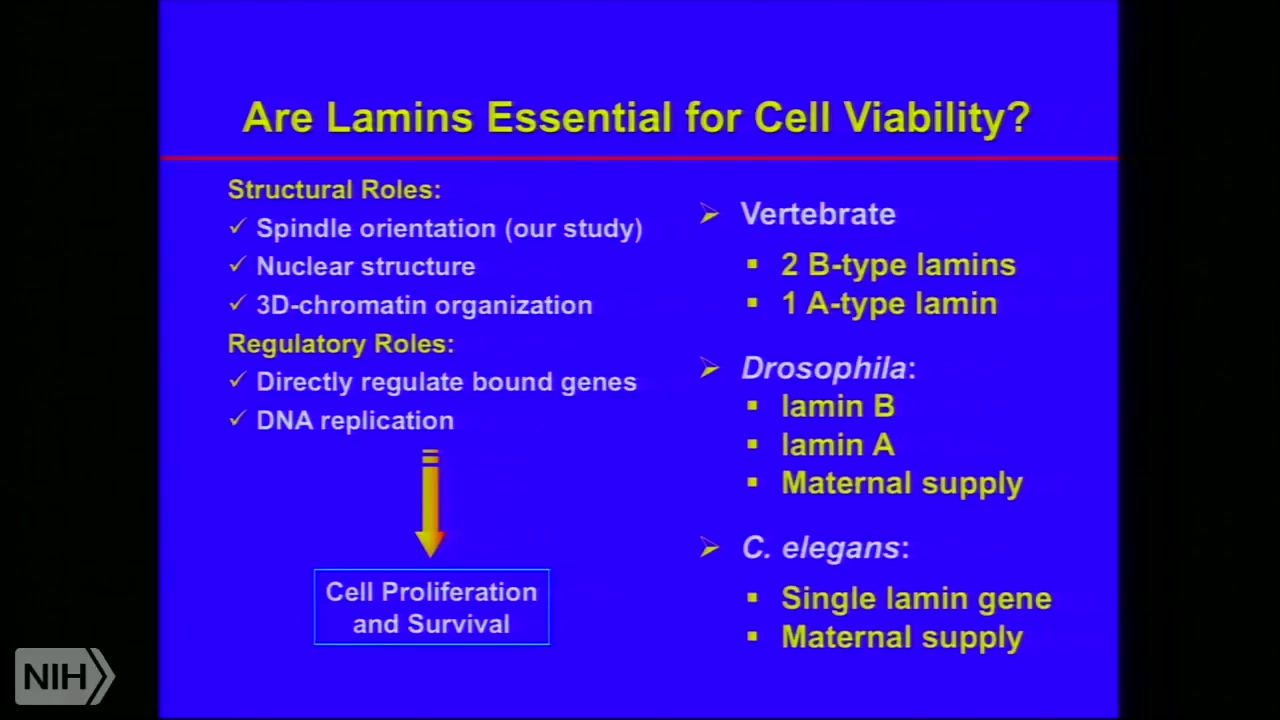 Are Lamins Essential for Cell Viability?
Structural Roles:
✓ Spindle orientation (our study)
✓ Nuclear structure
✓ 3D-chromatin organization
Regulatory Roles:
✓ Directly regulate bound genes
✓ DNA replication
Cell Proliferation
and Survival
➢ Vertebrate
▪ 2 B-type lamins
▪ 1 A-type lamin
➢ Drosophila:
▪ lamin B
▪ lamin A
▪ Maternal supply
➢ C. elegans:
▪ Single lamin gene
▪ Maternal supply
NIH